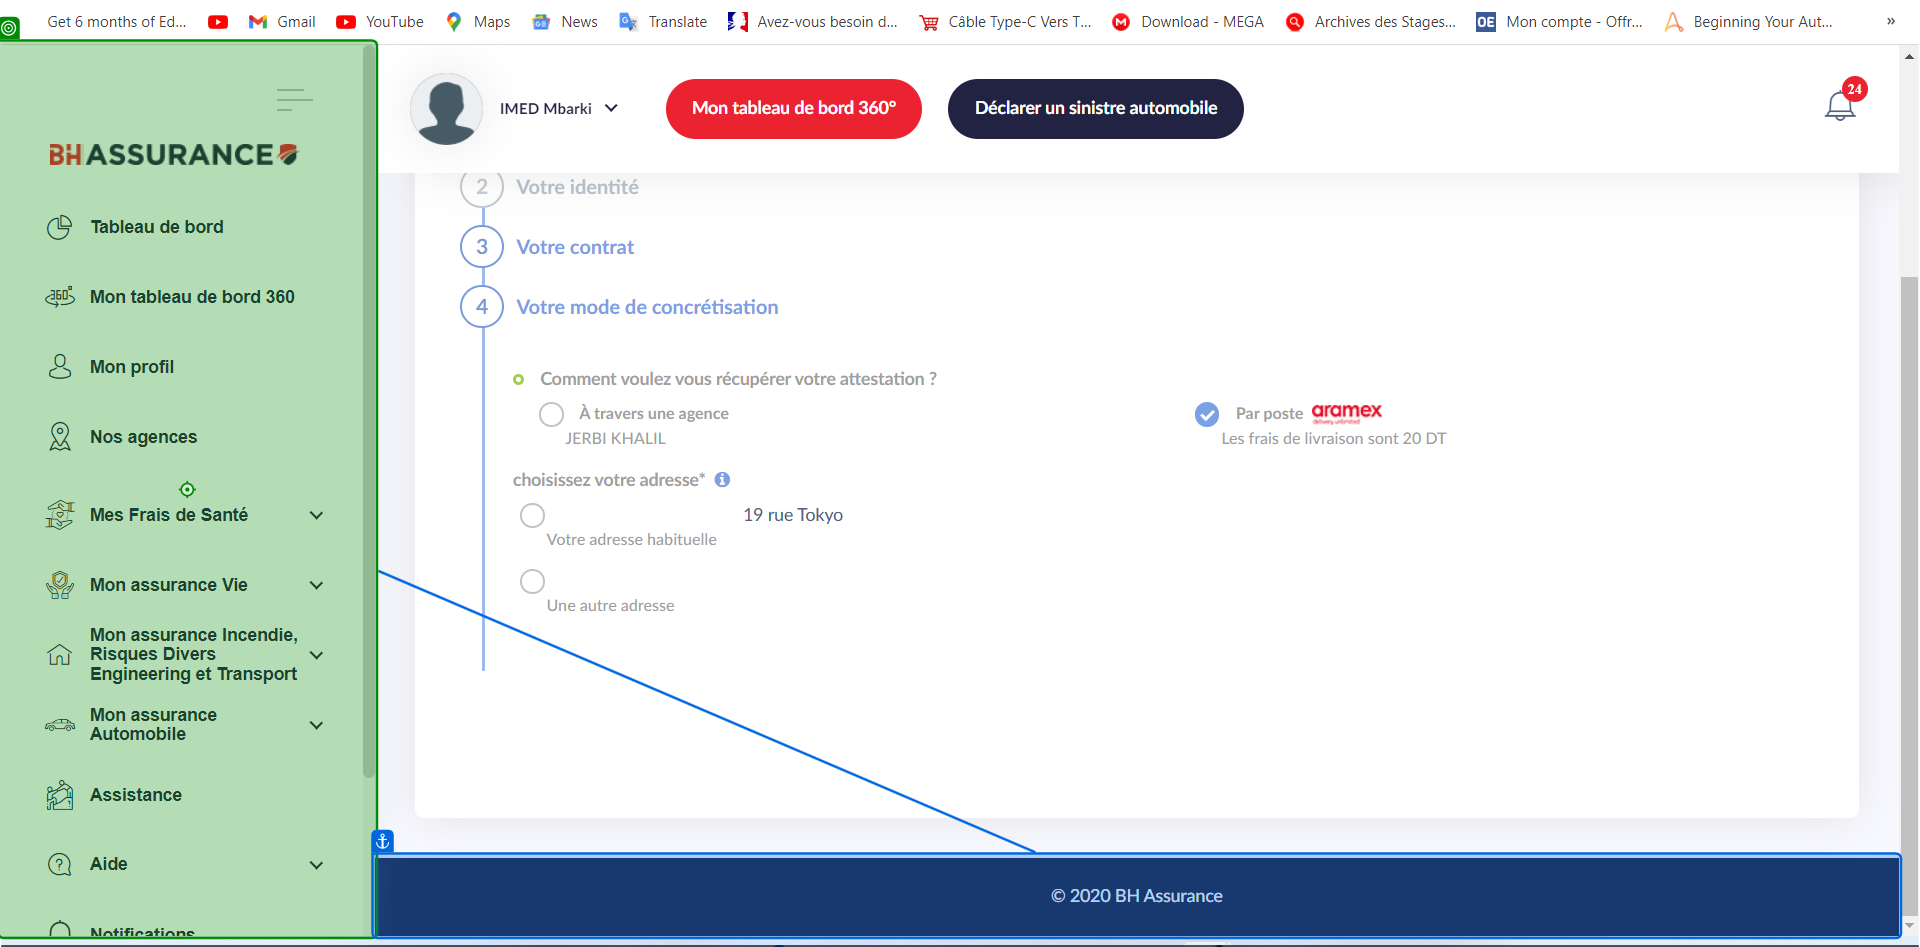 Get 6 months of Ed...
Gmail
YouTube
Maps
News
Translate
Avez-vous besoin d...
Câble Type-C Vers T...
Download - MEGA
Archives des Stages...
Mon compte - Offr...
Beginning Your Aut...
»
IMED Mbarki
Mon tableau de bord 360°
Déclarer un sinistre automobile
24
BH ASSURANCE
Tableau de bord
Mon tableau de bord 360
Mon profil
Nos agences
Mes Frais de Santé
Mon assurance Vie
Mon assurance Incendie,
Risques Divers
Engineering et Transport
Mon assurance
Automobile
Assistance
Aide
Notifications
2 Votre identité
3 Votre contrat
4 Votre mode de concrétisation
Comment voulez vous récupérer votre attestation ?
À travers une agence
JERBI KHALIL
Par poste aramex
delivery unlimited
Les frais de livraison sont 20 DT
choisissez votre adresse*
19 rue Tokyo
Votre adresse habituelle
Une autre adresse
© 2020 BH Assurance